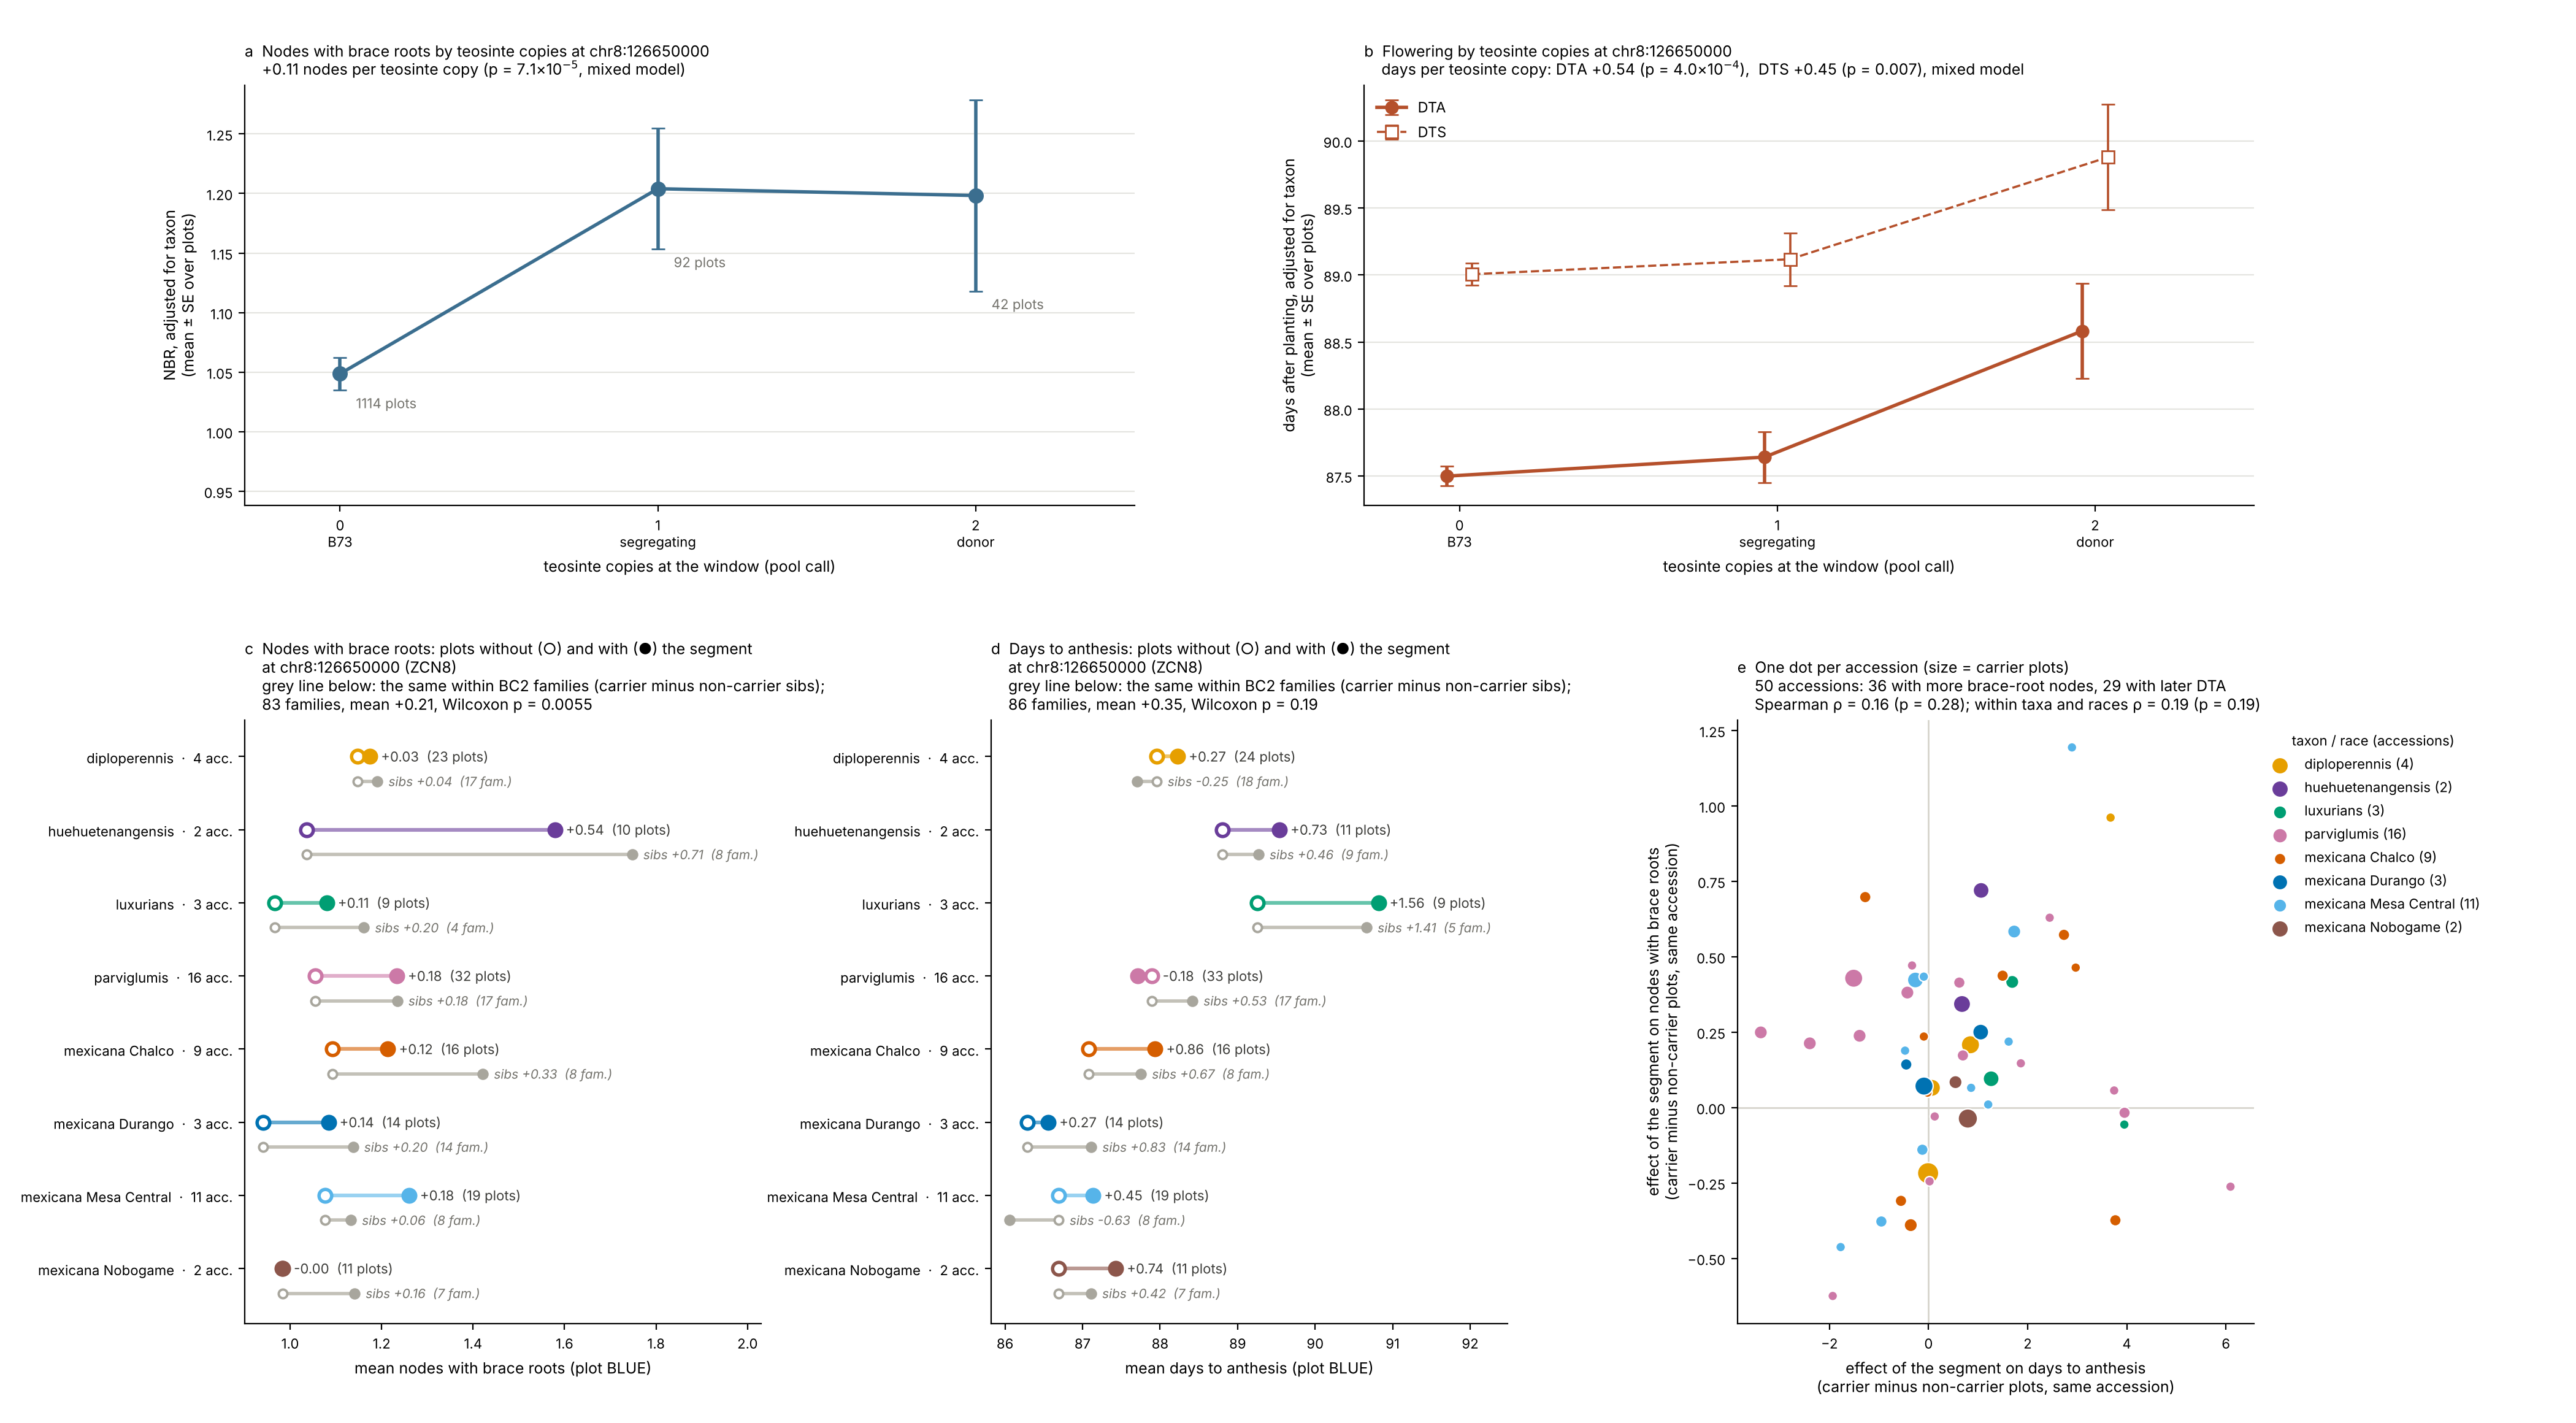 a  Nodes with brace roots by teosinte copies at chr8:126650000
+0.11 nodes per teosinte copy (p = 7.1×10⁻⁵, mixed model)
NBR, adjusted for taxon
(mean ± SE over plots)
1.25
1.20
1.15
1.10
1.05
1.00
0.95
1114 plots
92 plots
42 plots
0
B73
1
segregating
2
donor
teosinte copies at the window (pool call)
b  Flowering by teosinte copies at chr8:126650000
days per teosinte copy: DTA +0.54 (p = 4.0×10⁻⁴),  DTS +0.45 (p = 0.007), mixed model
DTA
DTS
days after planting, adjusted for taxon
(mean ± SE over plots)
90.0
89.5
89.0
88.5
88.0
87.5
0
B73
1
segregating
2
donor
teosinte copies at the window (pool call)
c  Nodes with brace roots: plots without (○) and with (●) the segment
at chr8:126650000 (ZCN8)
grey line below: the same within BC2 families (carrier minus non-carrier sibs);
83 families, mean +0.21, Wilcoxon p = 0.0055
diploperennis · 4 acc.
+0.03 (23 plots)
sibs +0.04 (17 fam.)
huehuetenangensis · 2 acc.
+0.54 (10 plots)
sibs +0.71 (8 fam.)
luxurians · 3 acc.
+0.11 (9 plots)
sibs +0.20 (4 fam.)
parviglumis · 16 acc.
+0.18 (32 plots)
sibs +0.18 (17 fam.)
mexicana Chalco · 9 acc.
+0.12 (16 plots)
sibs +0.33 (8 fam.)
mexicana Durango · 3 acc.
+0.14 (14 plots)
sibs +0.20 (14 fam.)
mexicana Mesa Central · 11 acc.
+0.18 (19 plots)
sibs +0.06 (8 fam.)
mexicana Nobogame · 2 acc.
-0.00 (11 plots)
sibs +0.16 (7 fam.)
1.0 1.2 1.4 1.6 1.8 2.0
mean nodes with brace roots (plot BLUE)
d  Days to anthesis: plots without (○) and with (●) the segment
at chr8:126650000 (ZCN8)
grey line below: the same within BC2 families (carrier minus non-carrier sibs);
86 families, mean +0.35, Wilcoxon p = 0.19
diploperennis · 4 acc.
+0.27 (24 plots)
sibs -0.25 (18 fam.)
huehuetenangensis · 2 acc.
+0.73 (11 plots)
sibs +0.46 (9 fam.)
luxurians · 3 acc.
+1.56 (9 plots)
sibs +1.41 (5 fam.)
parviglumis · 16 acc.
-0.18 (33 plots)
sibs +0.53 (17 fam.)
mexicana Chalco · 9 acc.
+0.86 (16 plots)
sibs +0.67 (8 fam.)
mexicana Durango · 3 acc.
+0.27 (14 plots)
sibs +0.83 (14 fam.)
mexicana Mesa Central · 11 acc.
+0.45 (19 plots)
sibs -0.63 (8 fam.)
mexicana Nobogame · 2 acc.
+0.74 (11 plots)
sibs +0.42 (7 fam.)
86 87 88 89 90 91 92
mean days to anthesis (plot BLUE)
e  One dot per accession (size = carrier plots)
50 accessions: 36 with more brace-root nodes, 29 with later DTA
Spearman ρ = 0.16 (p = 0.28); within taxa and races ρ = 0.19 (p = 0.19)
effect of the segment on nodes with brace roots
(carrier minus non-carrier plots, same accession)
1.25
1.00
0.75
0.50
0.25
0.00
−0.25
−0.50
−2 0 2 4 6
effect of the segment on days to anthesis
(carrier minus non-carrier plots, same accession)
taxon / race (accessions)
diploperennis (4)
huehuetenangensis (2)
luxurians (3)
parviglumis (16)
mexicana Chalco (9)
mexicana Durango (3)
mexicana Mesa Central (11)
mexicana Nobogame (2)